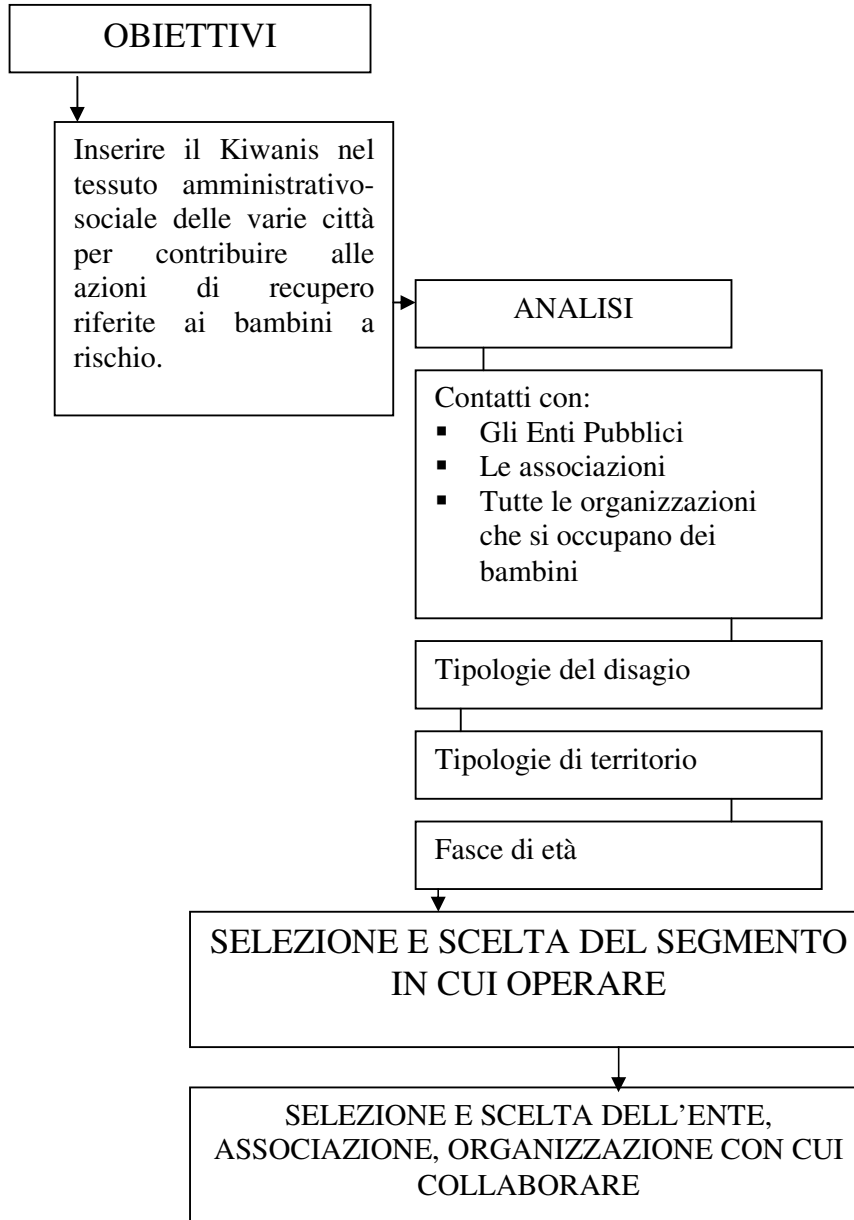 OBIETTIVI
Inserire il Kiwanis nel
tessuto amministrativo-
sociale delle varie città
per contribuire alle
azioni di recupero
riferite ai bambini a
rischio.
ANALISI
Contatti con:
▪ Gli Enti Pubblici
▪ Le associazioni
▪ Tutte le organizzazioni
che si occupano dei
bambini
Tipologie del disagio
Tipologie di territorio
Fasce di età
SELEZIONE E SCELTA DEL SEGMENTO
IN CUI OPERARE
SELEZIONE E SCELTA DELL'ENTE,
ASSOCIAZIONE, ORGANIZZAZIONE CON CUI
COLLABORARE